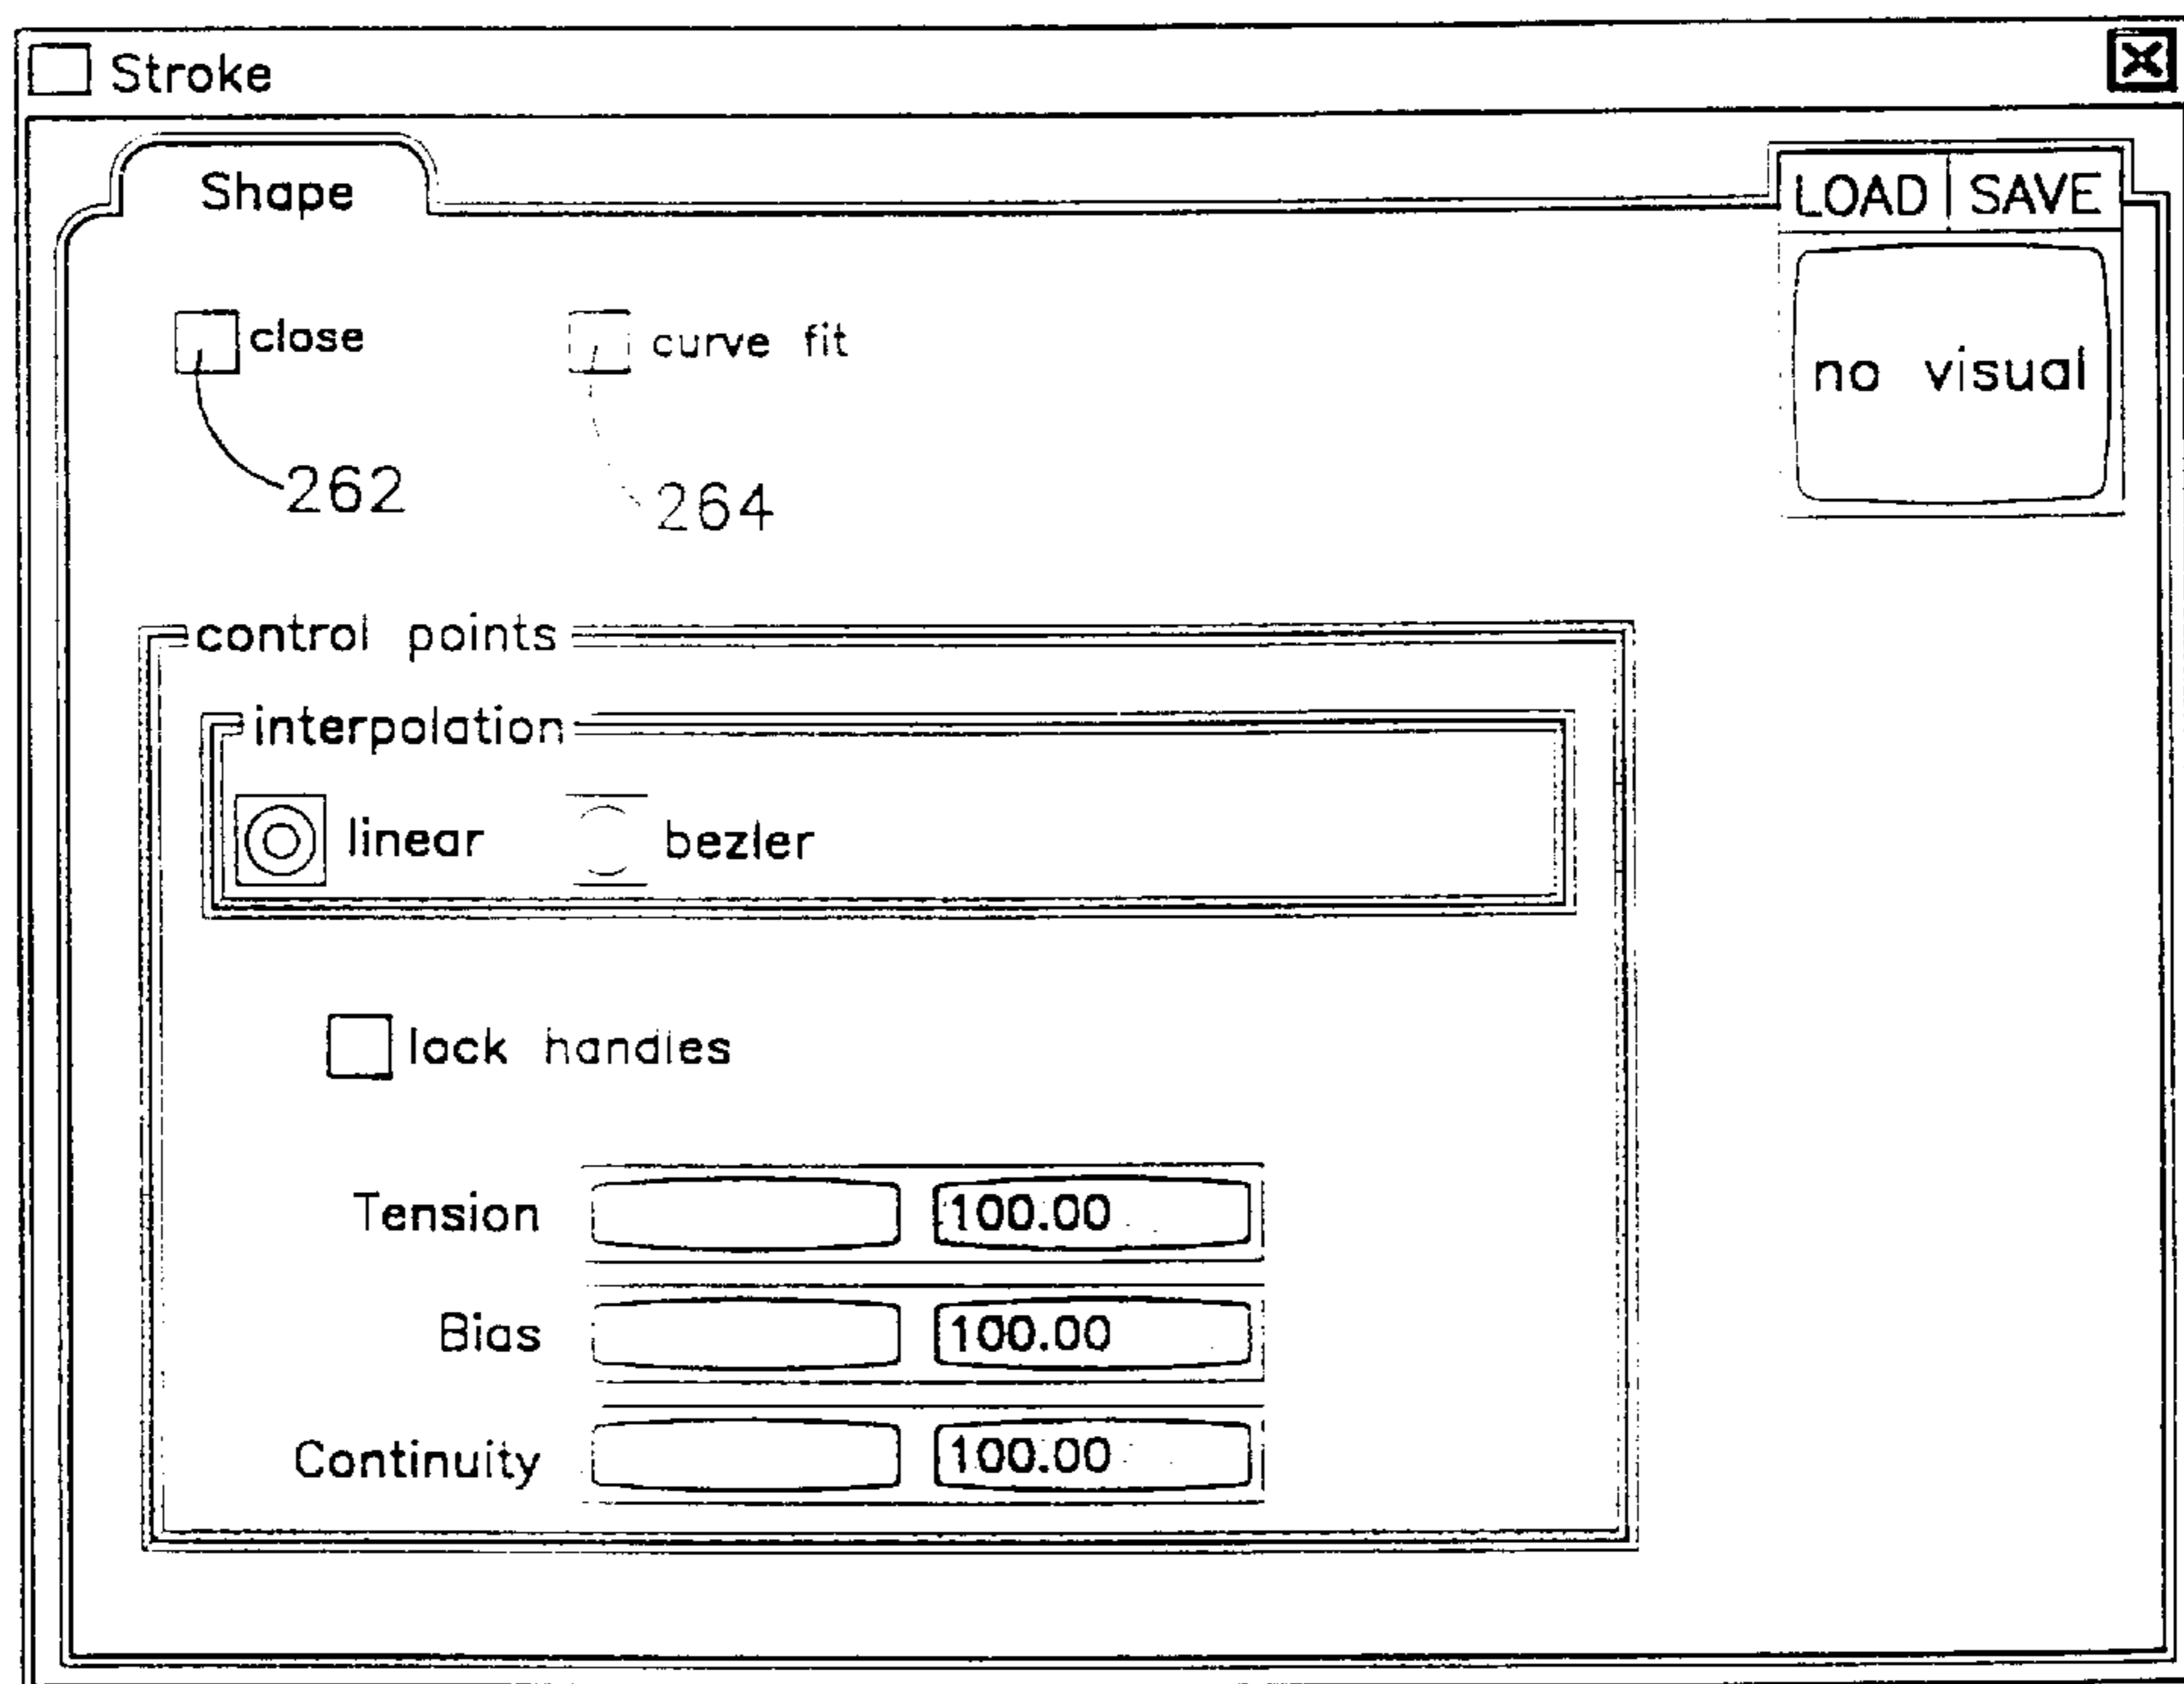 Stroke
Shape
LOAD SAVE
close
curve fit
no visual
262
264
control points
interpolation
linear
bezier
lock handles
Tension 100.00
Bias 100.00
Continuity 100.00